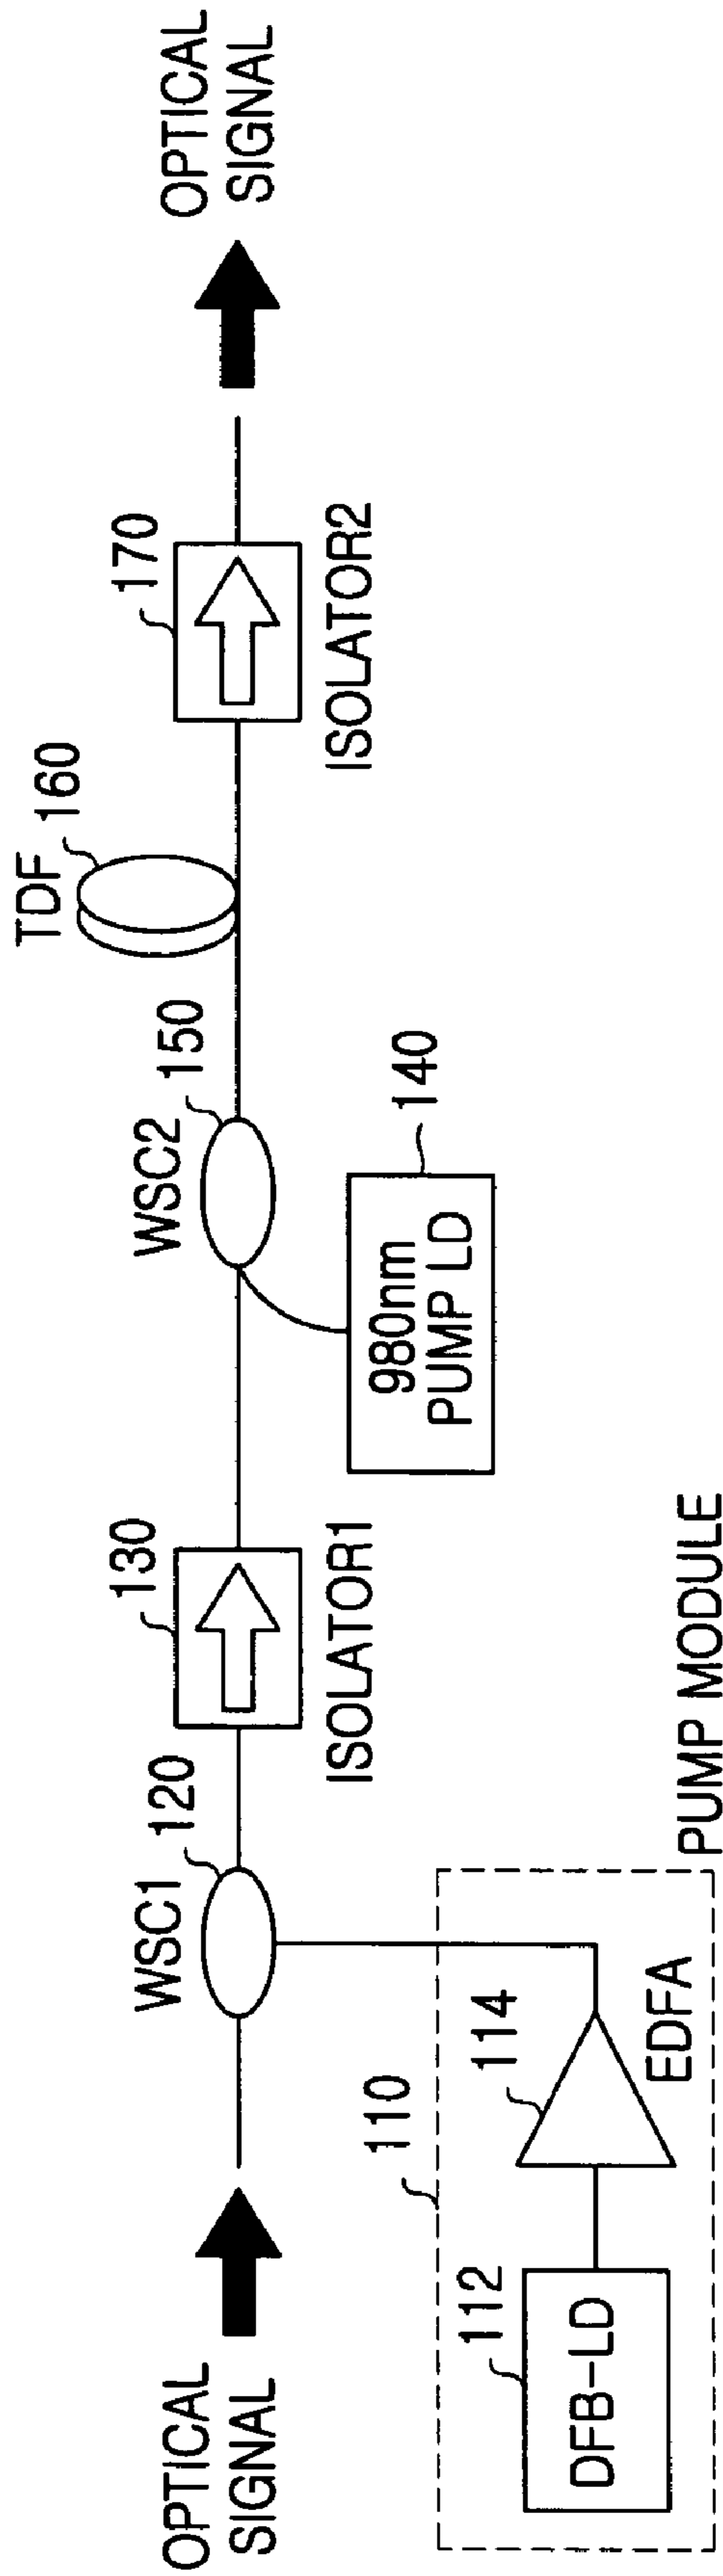 OPTICAL
SIGNAL
WSC1
120
130
ISOLATOR1
WSC2
150
TDF
160
170
ISOLATOR2
OPTICAL
SIGNAL
980nm
PUMP LD
140
110
112
DFB-LD
114
EDFA
PUMP MODULE